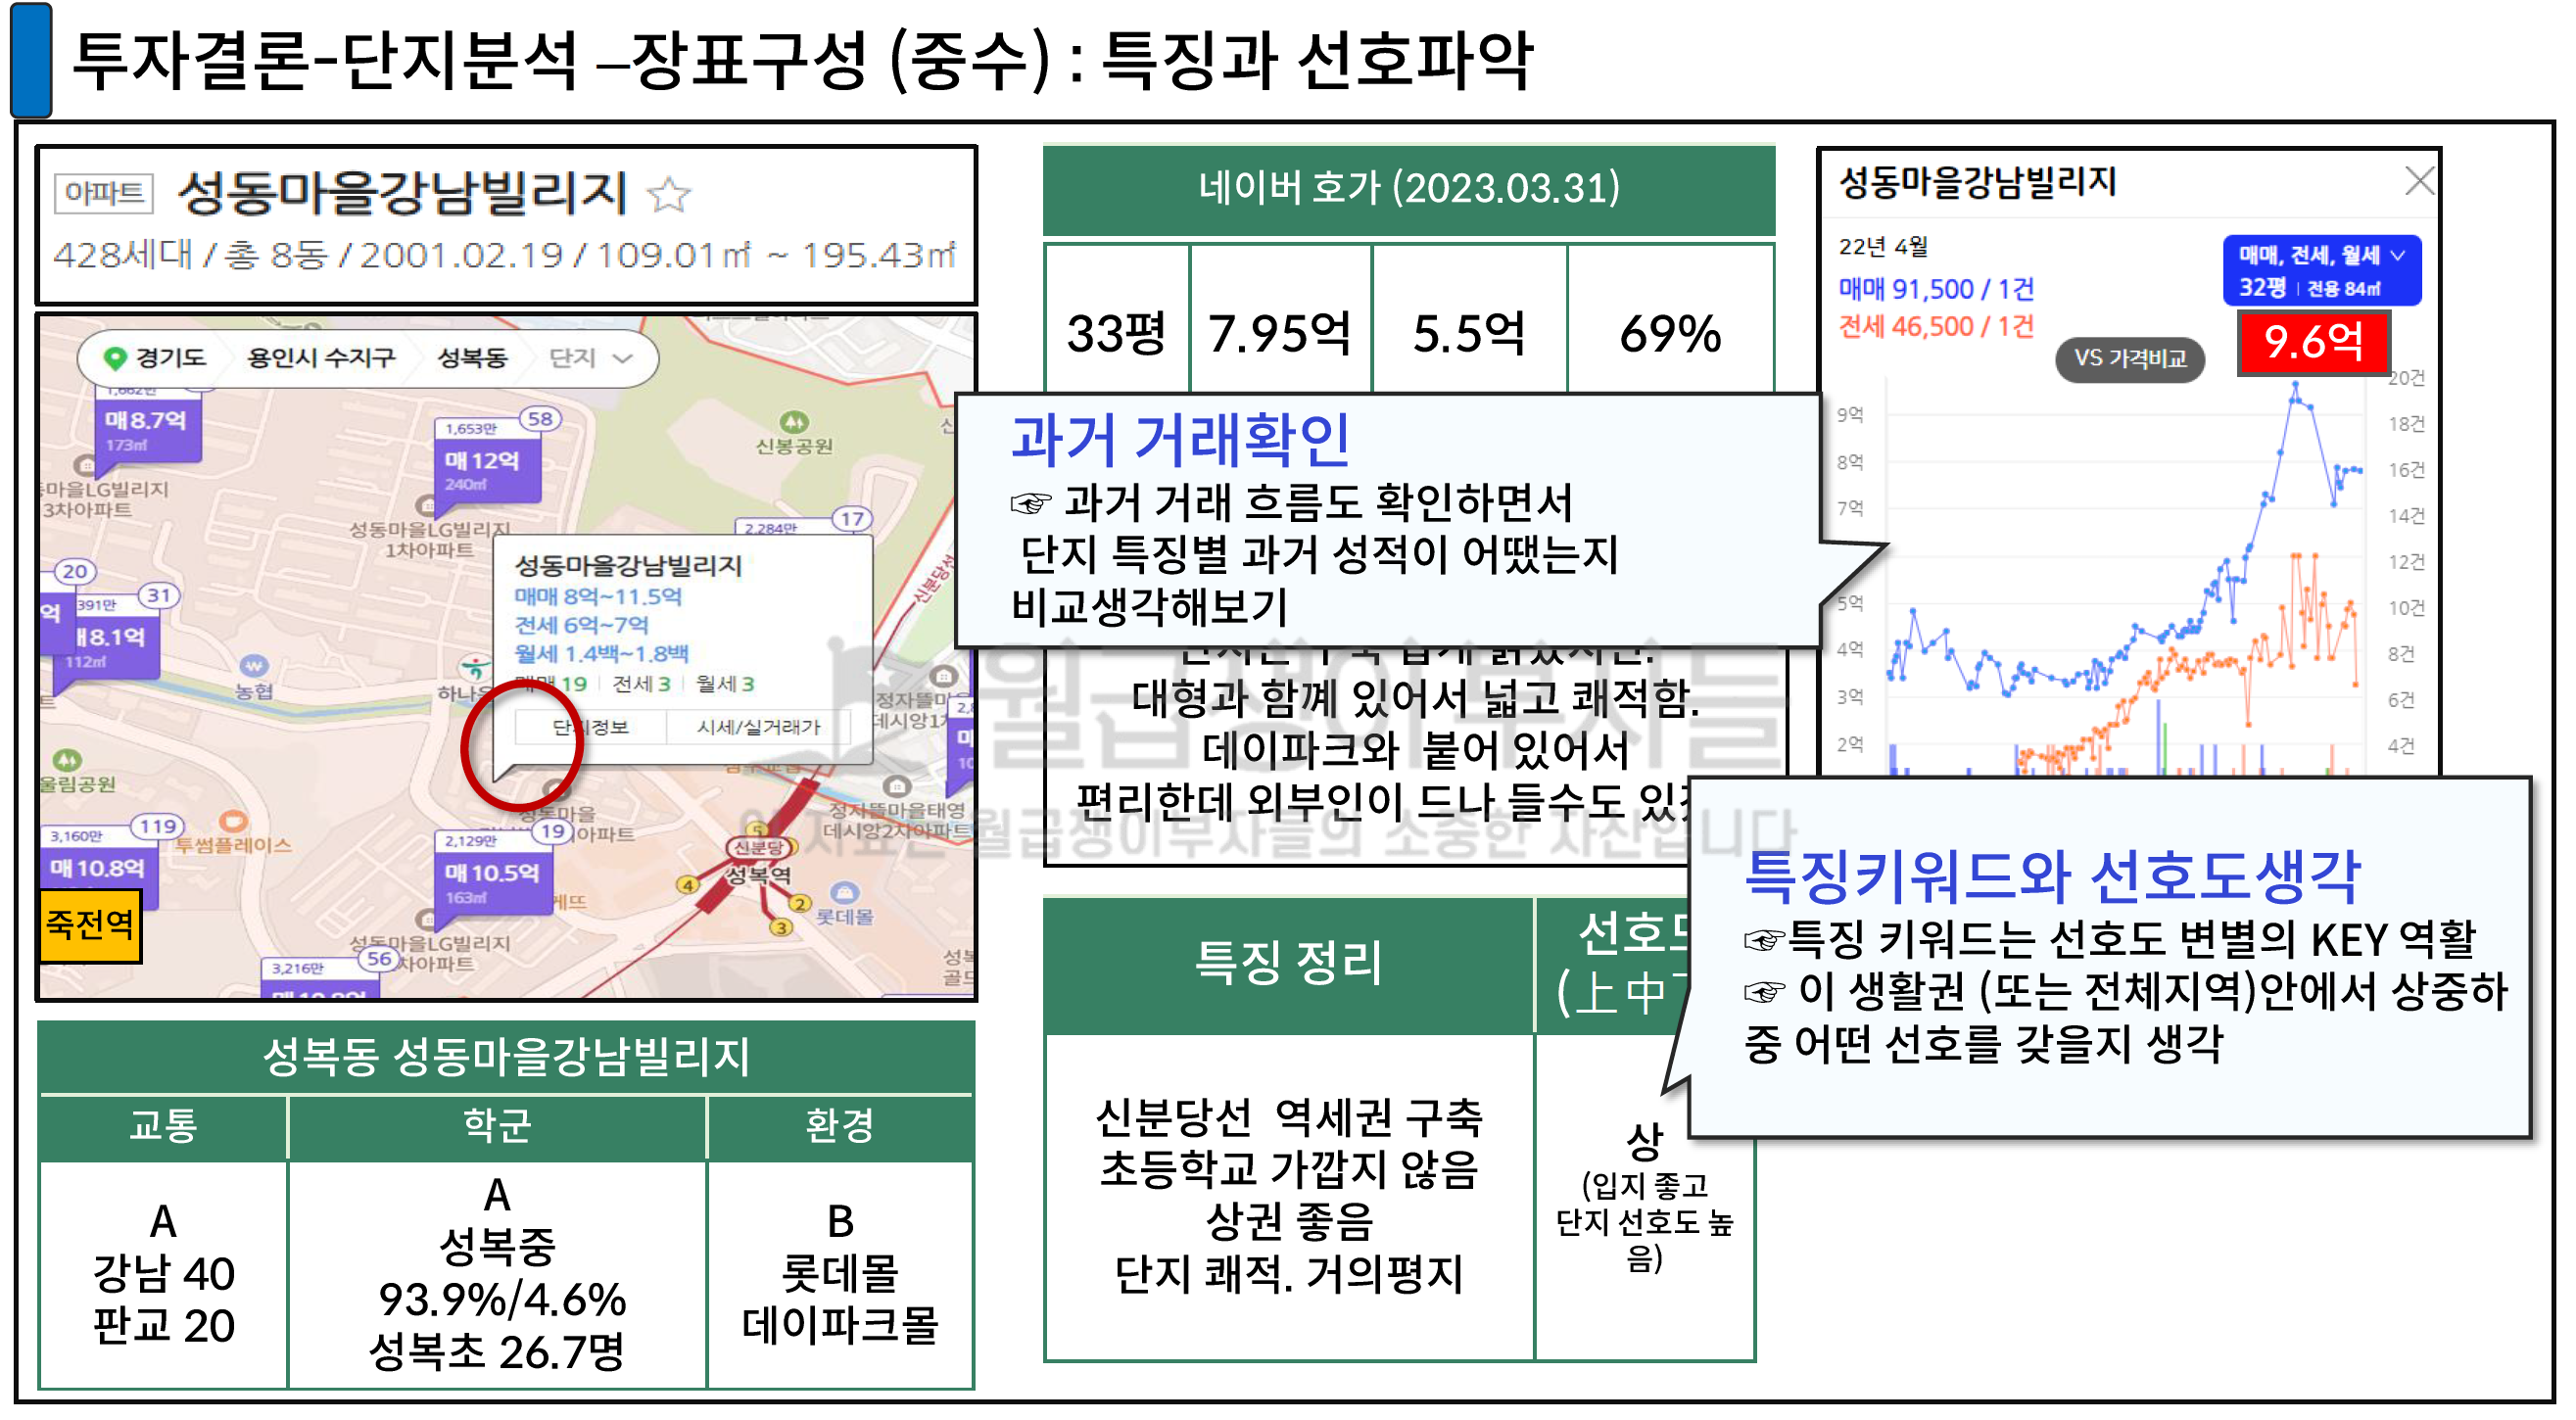 투자결론-단지분석 –장표구성 (중수) : 특징과 선호파악
아파트 성동마을강남빌리지
428세대 / 총 8동 / 2001.02.19 / 109.01㎡ ~ 195.43㎡
경기도 용인시 수지구 성복동 단지
매8.7억
173㎡
마을LG빌리지
3차아파트
58
1,653만
매12억
240㎡
성동마을LG빌리지
1차아파트
신봉공원
17
2,284만
신분당선
20
억
31
391만
8.1억
112㎡
농협
하나은
성동마을강남빌리지
매매 8억~11.5억
전세 6억~7억
월세 1.4백~1.8백
매매 19 전세 3 월세 3
단지정보 시세/실거래가
정자뜰마을
데시앙1차
울림공원
119
3,160만
매10.8억
투썸플레이스
19
2,129만
매10.5억
163㎡
아파트
정자뜰마을태영
데시앙2차아파트
5
신분당
성복역
4
2
3
롯데몰
죽전역
성동마을LG빌리지
차아파트
56
3,216만
성복 동 성동마을강남빌리지
교통 학군 환경
A
강남 40
판교 20
A
성복중
93.9%/4.6%
성복초 26.7명
B
롯데몰
데이파크몰
네이버 호가 (2023.03.31)
33평 7.95억 5.5억 69%
과거 거래확인
☞ 과거 거래 흐름도 확인하면서
단지 특징별 과거 성적이 어땠는지
비교생각해보기
대형과 함께 있어서 넓고 쾌적함.
데이파크와 붙어 있어서
편리한데 외부인이 드나 들수도 있
월급쟁이부자들
이 자료는 월급쟁이부자들의 소중한 자산입니다
특징 정리 선호도
(上中
신분당선 역세권 구축
초등학교 가깝지 않음
상권 좋음
단지 쾌적. 거의평지
상
(입지 좋고
단지 선호도 높
음)
성동마을강남빌리지
22년 4월
매매 91,500 / 1건
전세 46,500 / 1건
매매, 전세, 월세
32평 전용 84㎡
VS 가격비교
9.6억
9억
8억
7억
5억
4억
3억
2억
20건
18건
16건
14건
12건
10건
8건
6건
4건
특징키워드와 선호도생각
☞특징 키워드는 선호도 변별의 KEY 역활
☞ 이 생활권 (또는 전체지역)안에서 상중하
중 어떤 선호를 갖을지 생각